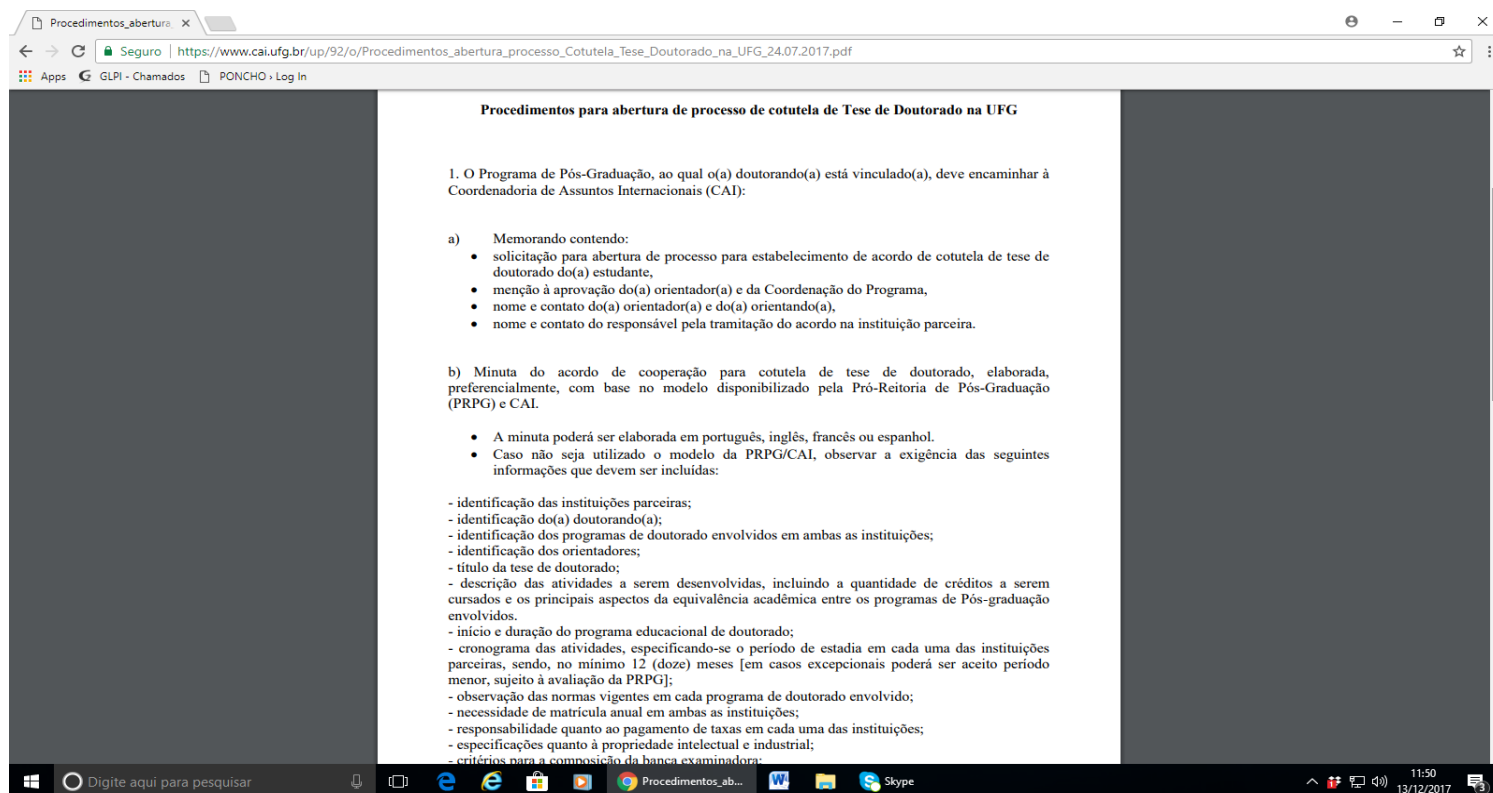 Procedimentos_abertura_
Seguro | https://www.cai.ufg.br/up/92/o/Procedimentos_abertura_processo_Cotutela_Tese_Doutorado_na_UFG_24.07.2017.pdf
Apps GLPI - Chamados PONCHO › Log In
Procedimentos para abertura de processo de cotutela de Tese de Doutorado na UFG
1. O Programa de Pós-Graduação, ao qual o(a) doutorando(a) está vinculado(a), deve encaminhar à
Coordenadoria de Assuntos Internacionais (CAI):
a) Memorando contendo:
• solicitação para abertura de processo para estabelecimento de acordo de cotutela de tese de
doutorado do(a) estudante,
• menção à aprovação do(a) orientador(a) e da Coordenação do Programa,
• nome e contato do(a) orientador(a) e do(a) orientando(a),
• nome e contato do responsável pela tramitação do acordo na instituição parceira.
b) Minuta do acordo de cooperação para cotutela de tese de doutorado, elaborada,
preferencialmente, com base no modelo disponibilizado pela Pró-Reitoria de Pós-Graduação
(PRPG) e CAI.
• A minuta poderá ser elaborada em português, inglês, francês ou espanhol.
• Caso não seja utilizado o modelo da PRPG/CAI, observar a exigência das seguintes
informações que devem ser incluídas:
- identificação das instituições parceiras;
- identificação do(a) doutorando(a);
- identificação dos programas de doutorado envolvidos em ambas as instituições;
- identificação dos orientadores;
- título da tese de doutorado;
- descrição das atividades a serem desenvolvidas, incluindo a quantidade de créditos a serem
cursados e os principais aspectos da equivalência acadêmica entre os programas de Pós-graduação
envolvidos.
- início e duração do programa educacional de doutorado;
- cronograma das atividades, especificando-se o período de estadia em cada uma das instituições
parceiras, sendo, no mínimo 12 (doze) meses [em casos excepcionais poderá ser aceito período
menor, sujeito à avaliação da PRPG];
- observação das normas vigentes em cada programa de doutorado envolvido;
- necessidade de matrícula anual em ambas as instituições;
- responsabilidade quanto ao pagamento de taxas em cada uma das instituições;
- especificações quanto à propriedade intelectual e industrial;
- critérios para a composição da banca examinadora;
Digite aqui para pesquisar
Procedimentos_ab...
Skype
11:50
13/12/2017
3